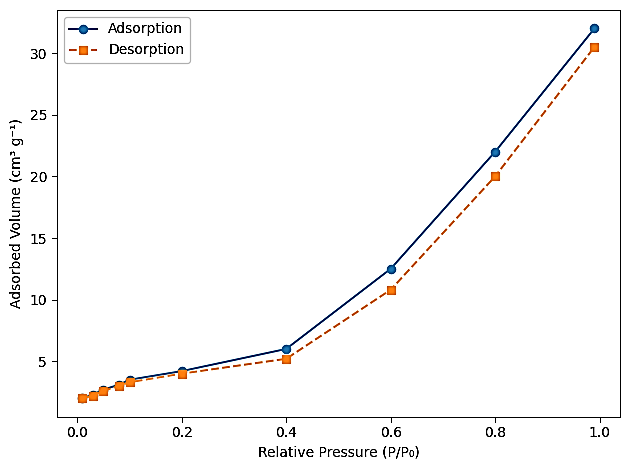 Adsorption
Desorption
Adsorbed Volume (cm³ g⁻¹)
30
25
20
15
10
5
0.0 0.2 0.4 0.6 0.8 1.0
Relative Pressure (P/P₀)